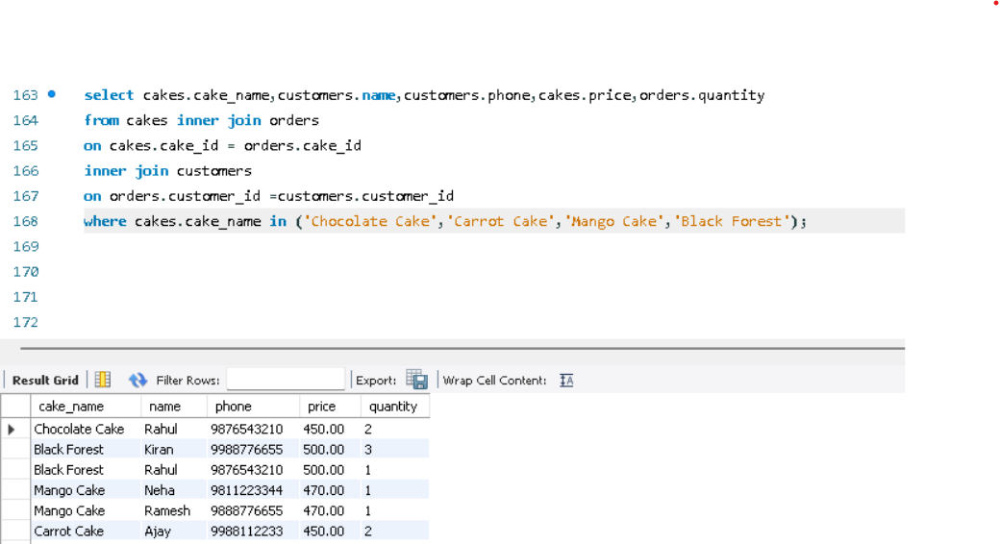 163 select cakes.cake_name,customers.name,customers.phone,cakes.price,orders.quantity
164 from cakes inner join orders
165 on cakes.cake_id = orders.cake_id
166 inner join customers
167 on orders.customer_id =customers.customer_id
168 where cakes.cake_name in ('Chocolate Cake','Carrot Cake','Mango Cake','Black Forest');
169
170
171
172
Result Grid Filter Rows: Export: Wrap Cell Content: IA
cake_name name phone price quantity
Chocolate Cake Rahul 9876543210 450.00 2
Black Forest Kiran 9988776655 500.00 3
Black Forest Rahul 9876543210 500.00 1
Mango Cake Neha 9811223344 470.00 1
Mango Cake Ramesh 9888776655 470.00 1
Carrot Cake Ajay 9988112233 450.00 2